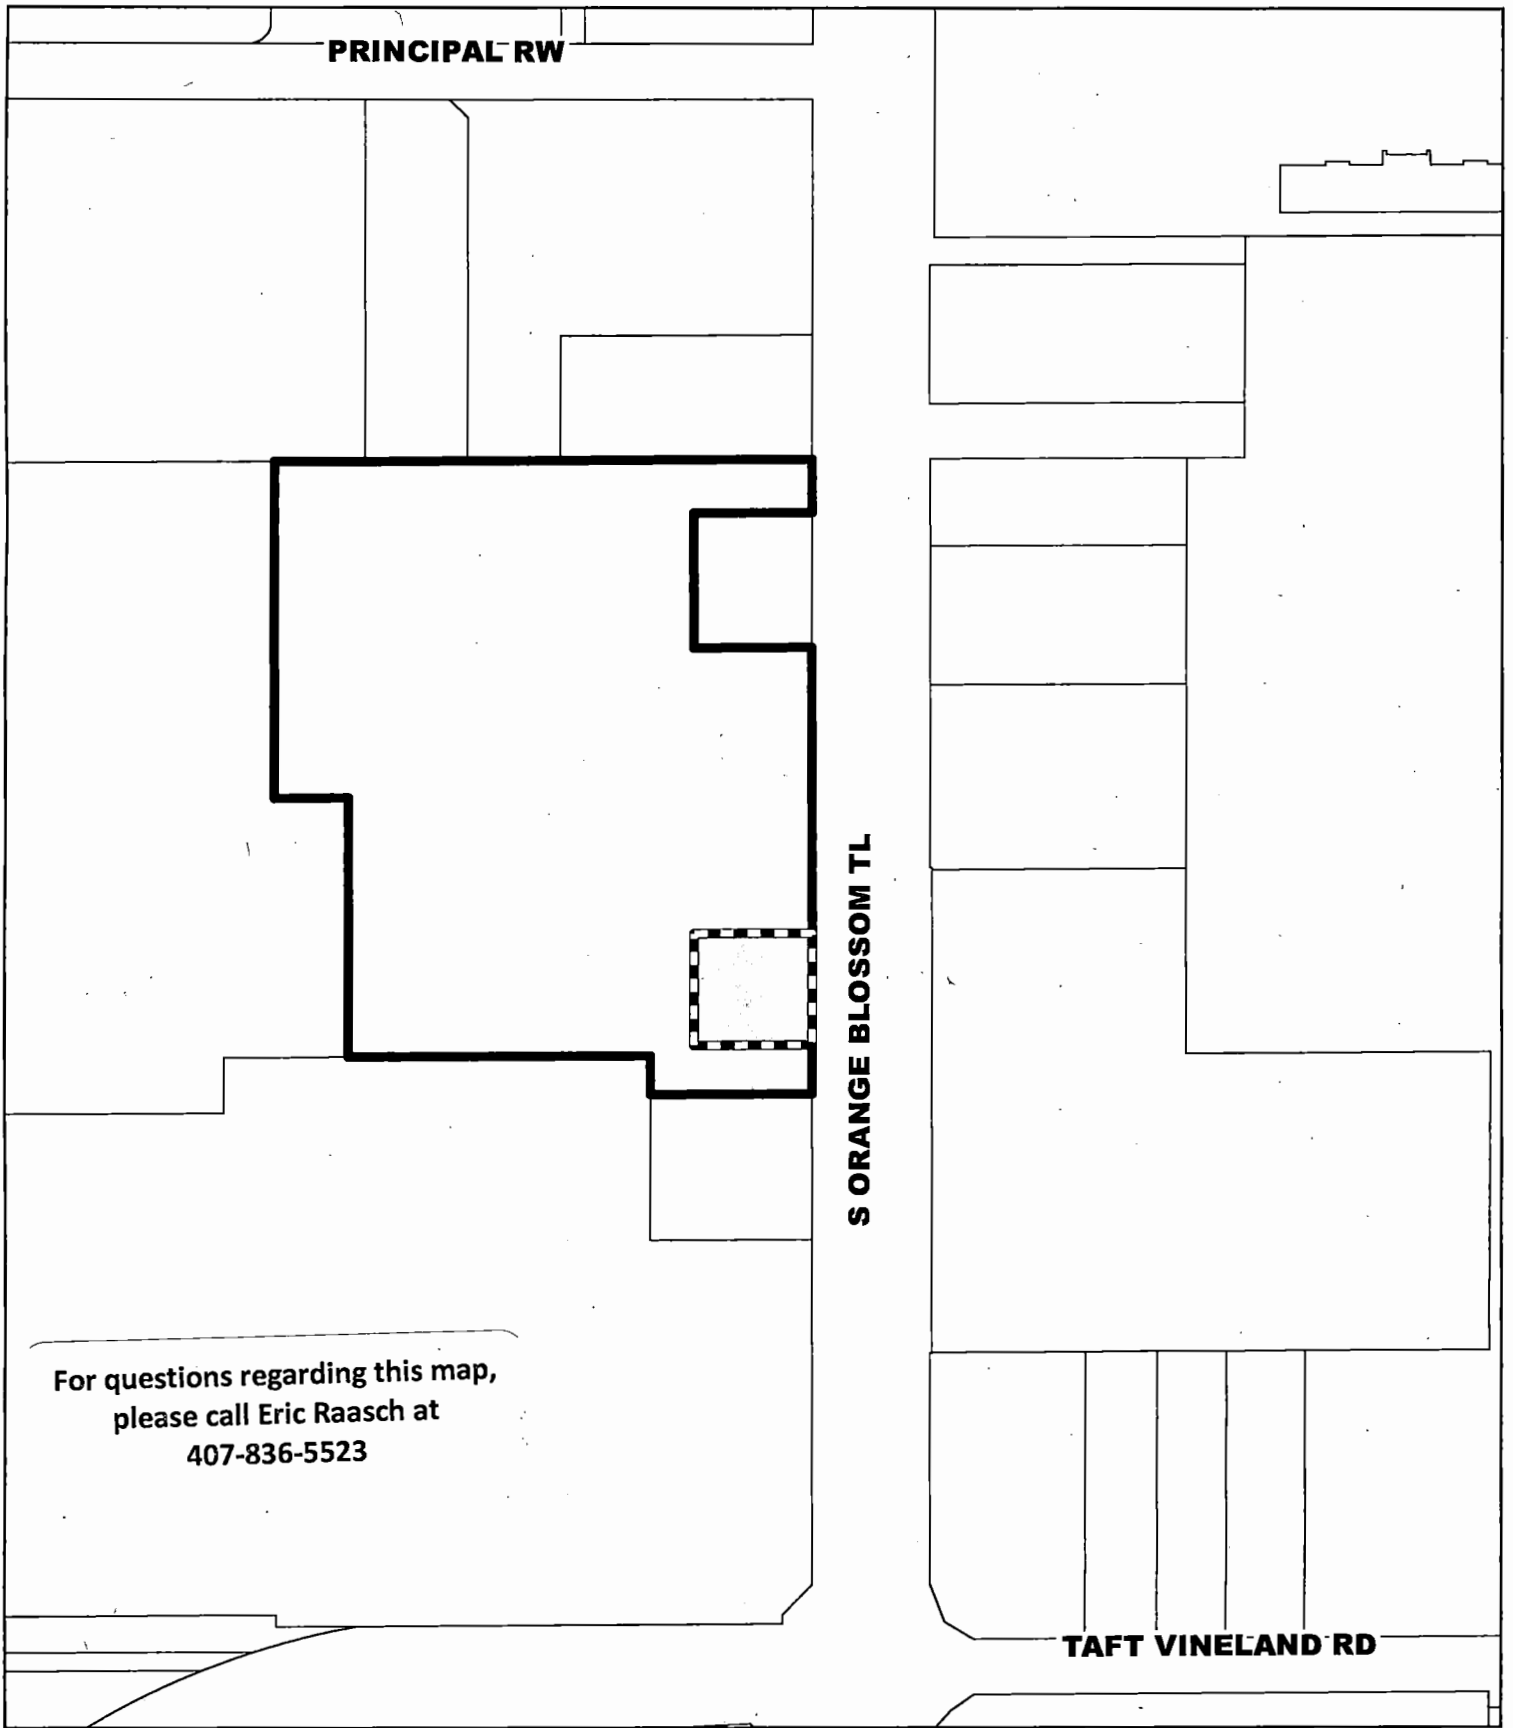 PRINCIPAL RW
S ORANGE BLOSSOM TL
For questions regarding this map,
please call Eric Raasch at
407-836-5523
TAFT VINELAND RD